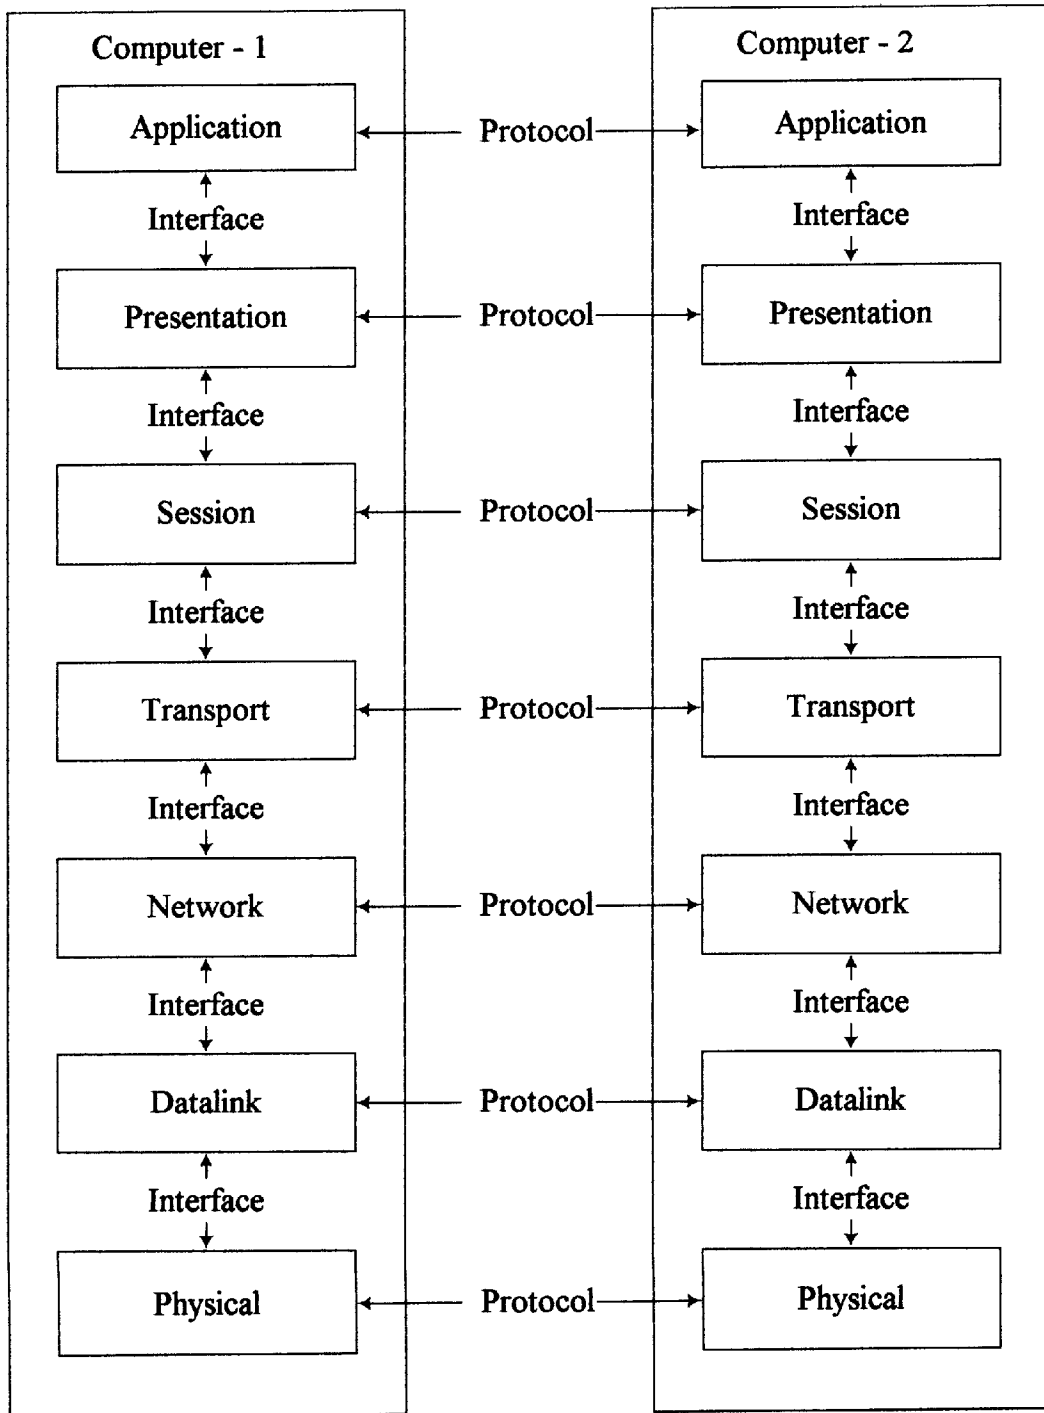 Computer - 1
Computer - 2
Application
Protocol
Application
Interface
Interface
Presentation
Protocol
Presentation
Interface
Interface
Session
Protocol
Session
Interface
Interface
Transport
Protocol
Transport
Interface
Interface
Network
Protocol
Network
Interface
Interface
Datalink
Protocol
Datalink
Interface
Interface
Physical
Protocol
Physical